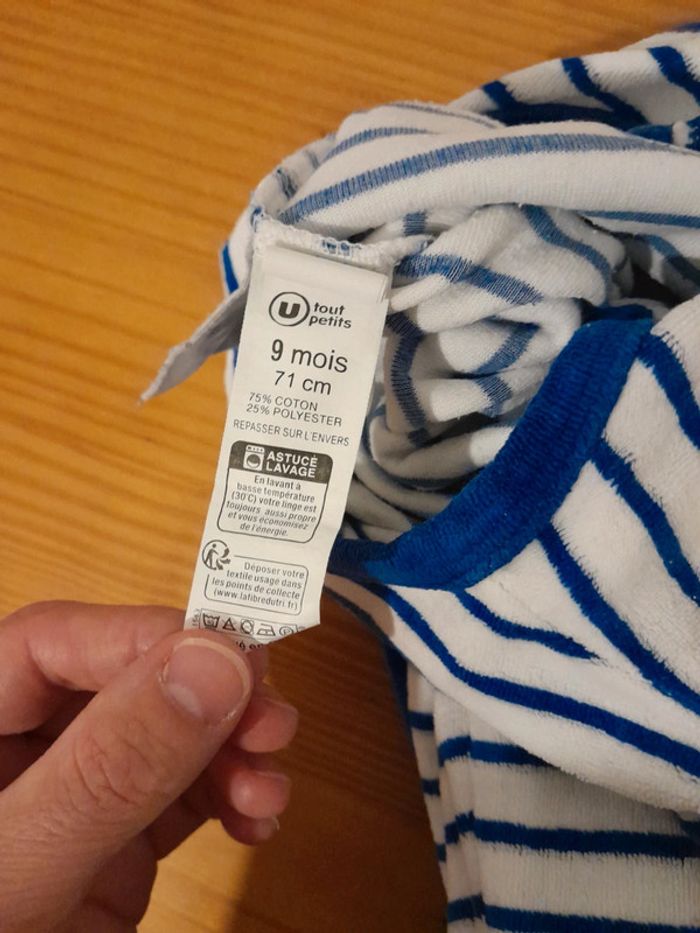 U tout
petits
9 mois
71 cm
75% COTON
25% POLYESTER
REPASSER SUR L'ENVERS
ASTUCE
LAVAGE
En lavant à
basse température
(30°C) votre linge est
toujours aussi propre
et vous économisez
de l'énergie.
Déposer votre
textile usagé dans
les points de collecte
(www.lafibredutri.fr)